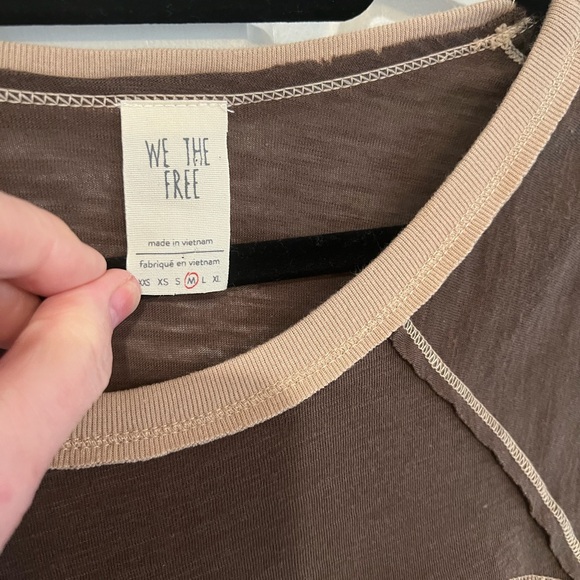 WE THE
FREE
made in vietnam
fabriqué en vietnam
XXS XS S M L XL